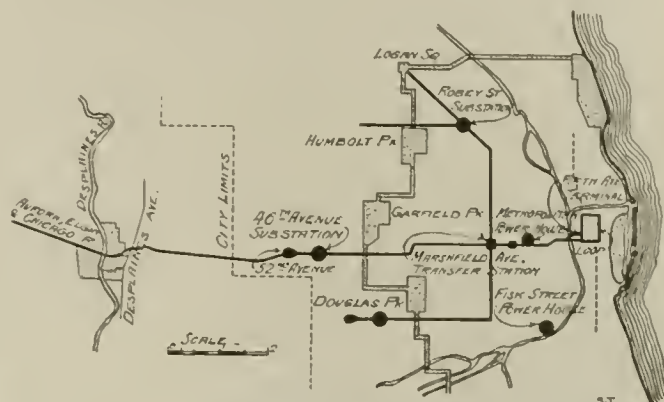 LOGAN SQ
ROBEY ST
SUBSTATION
HUMBOLT PK
DESPLAINES R
CITY LIMITS
FIFTH AVE
TERMINAL
AURORA, ELGIN
& CHICAGO R
DESPLAINES AVE.
46TH AVENUE
SUBSTATION
GARFIELD PK
METROPOLITAN
POWER HOUSE
LOOP
52ND AVENUE
MARSHFIELD AVE.
TRANSFER STATION
DOUGLAS PK
FISK STREET
POWER HOUSE
SCALE